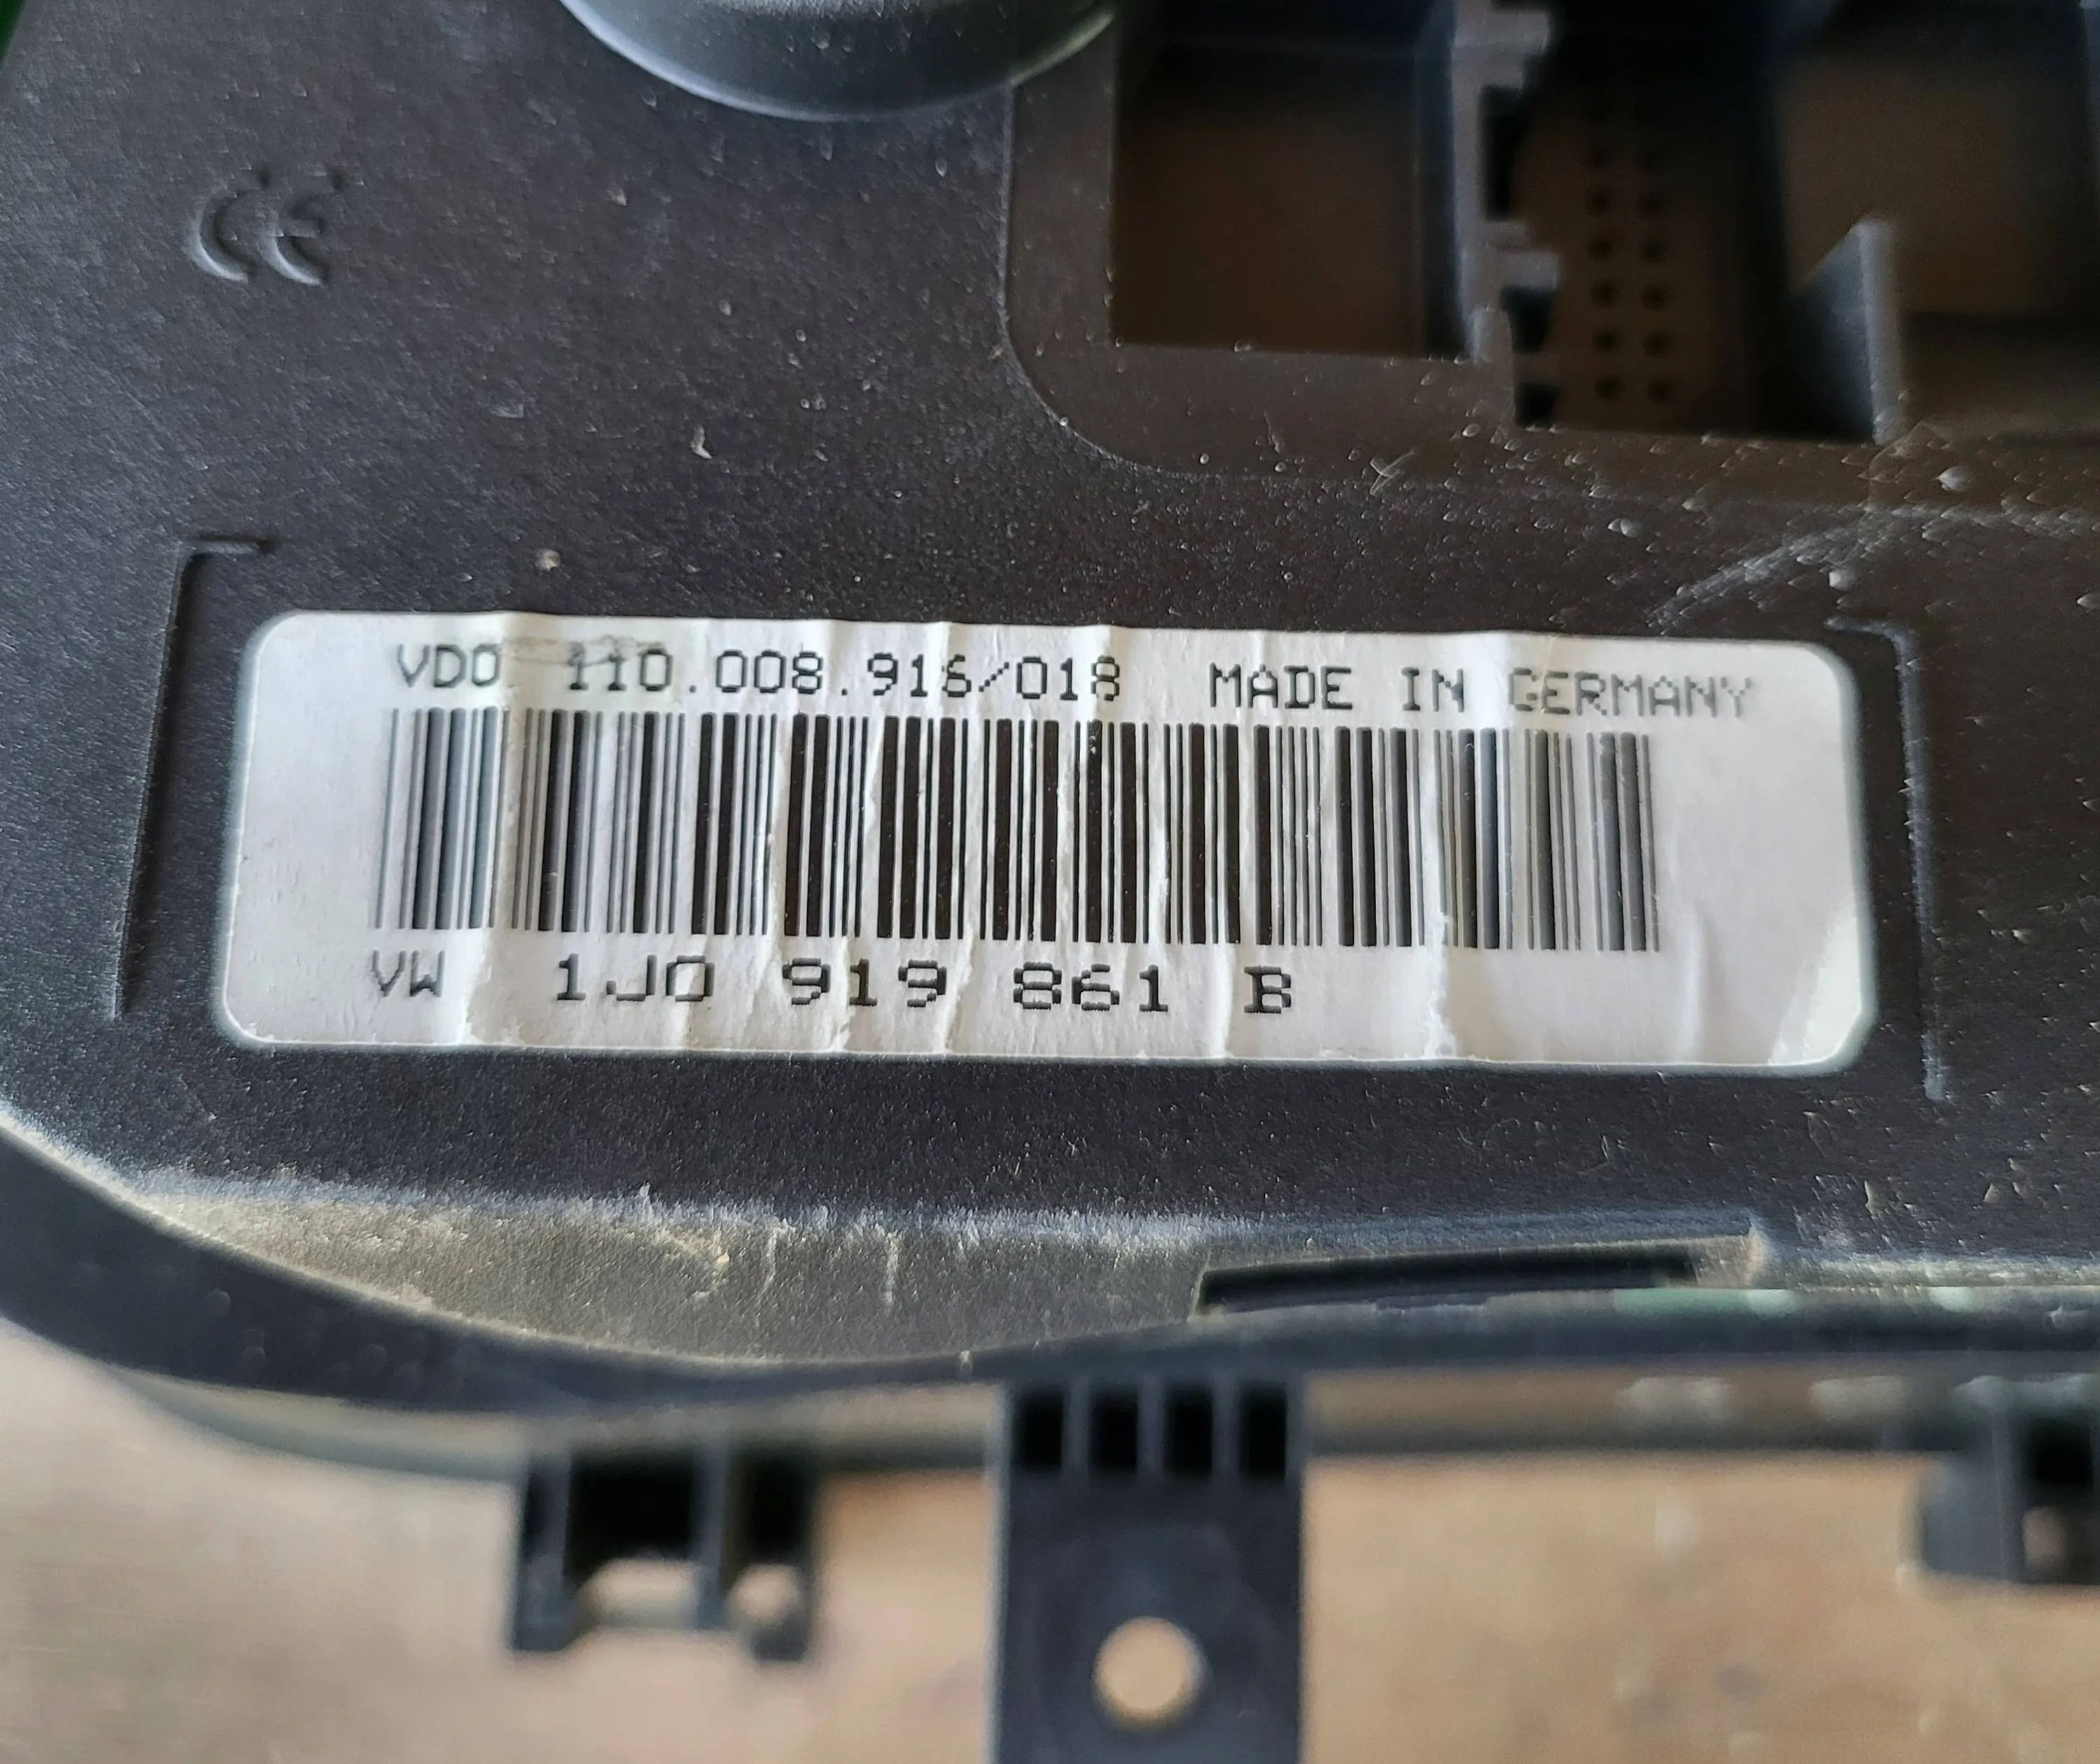 CE
VDO 110.008.916/018 MADE IN GERMANY
VW 1J0 919 861 B